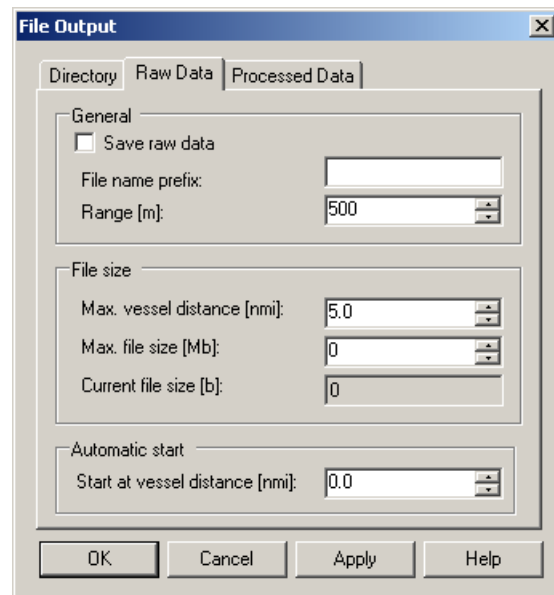 File Output
Directory Raw Data Processed Data
General
Save raw data
File name prefix:
Range [m]: 500
File size
Max. vessel distance [nmi]: 5.0
Max. file size [Mb]: 0
Current file size [b]: 0
Automatic start
Start at vessel distance [nmi]: 0.0
OK Cancel Apply Help